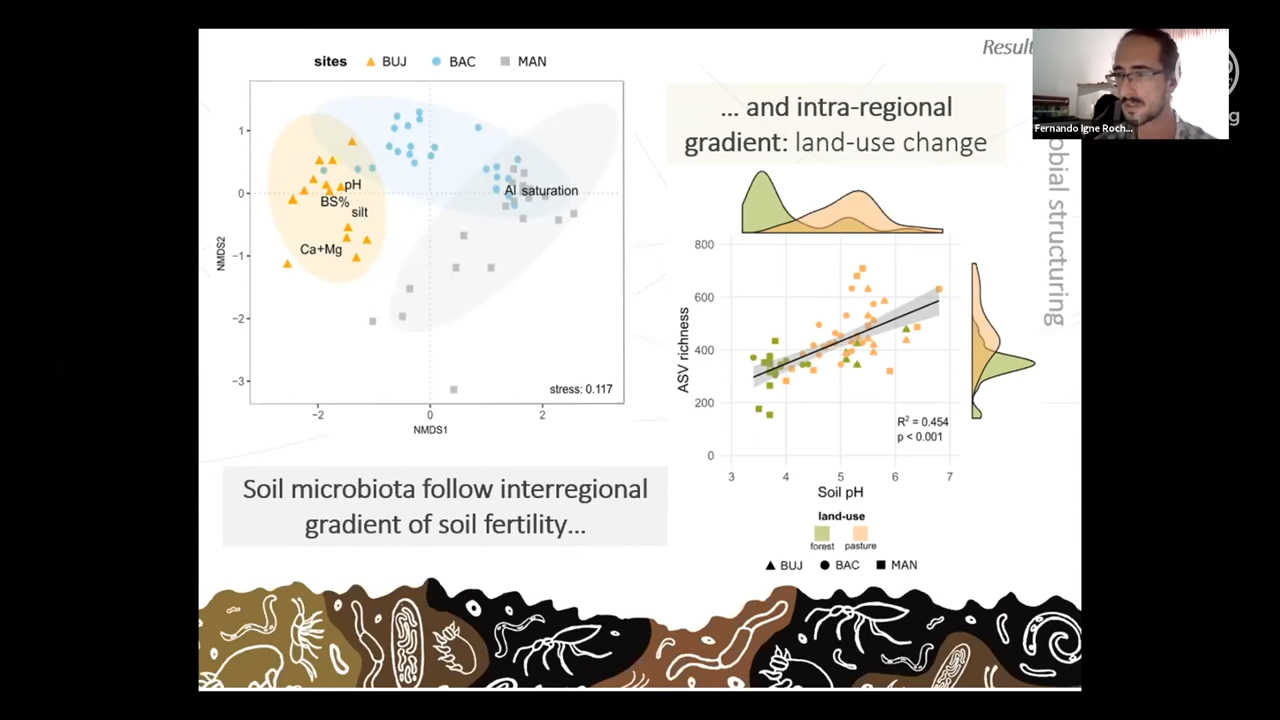 sites BUJ BAC MAN
1
0
−1
−2
−3
NMDS2
pH
BS%
silt
Ca+Mg
Al saturation
stress: 0.117
−2 0 2
NMDS1
Soil microbiota follow interregional
gradient of soil fertility...
... and intra-regional
gradient: land-use change
800
600
400
200
0
ASV richness
R² = 0.454
p < 0.001
3 4 5 6 7
Soil pH
land-use
forest pasture
BUJ BAC MAN
structuring
Fernando Igne Roch...